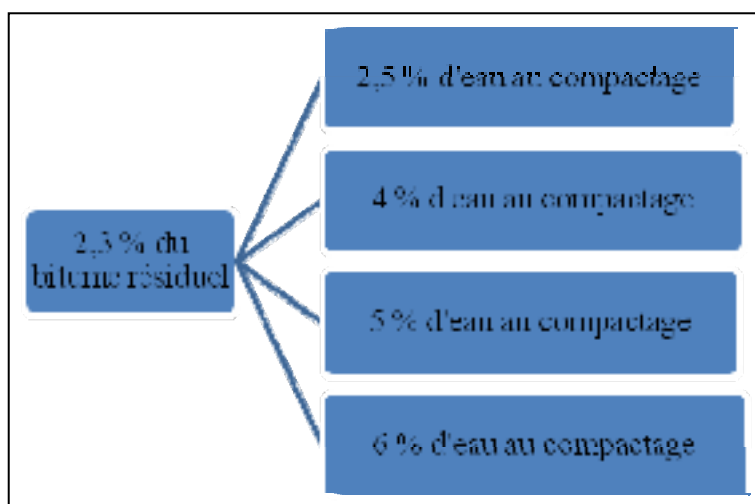 2,5 % d'eau au compactage
4 % d'eau au compactage
2,3 % du
bitume résiduel
5 % d'eau au compactage
6 % d'eau au compactage